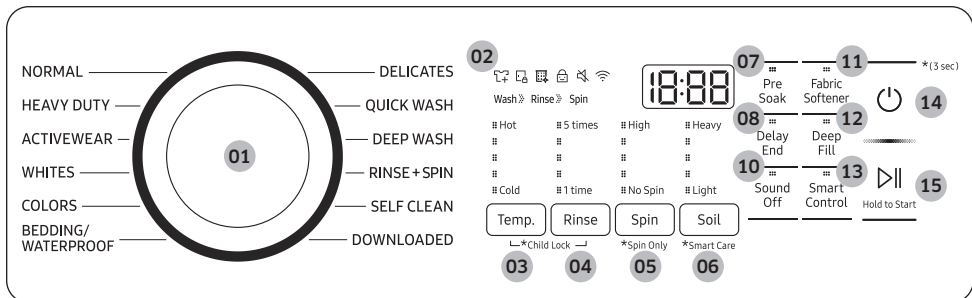 NORMAL
HEAVY DUTY
ACTIVEWEAR
WHITES
COLORS
BEDDING/
WATERPROOF
01
DELICATES
QUICK WASH
DEEP WASH
RINSE+SPIN
SELF CLEAN
DOWNLOADED
02
Wash Rinse Spin
18:88
Hot 5 times High Heavy
Cold 1 time No Spin Light
Temp. Rinse Spin Soil
*Child Lock *Spin Only *Smart Care
03 04 05 06
07 11
Pre Fabric
Soak Softener
08 12
Delay Deep
End Fill
10 13
Sound Smart
Off Control
*(3 sec)
14
15
Hold to Start